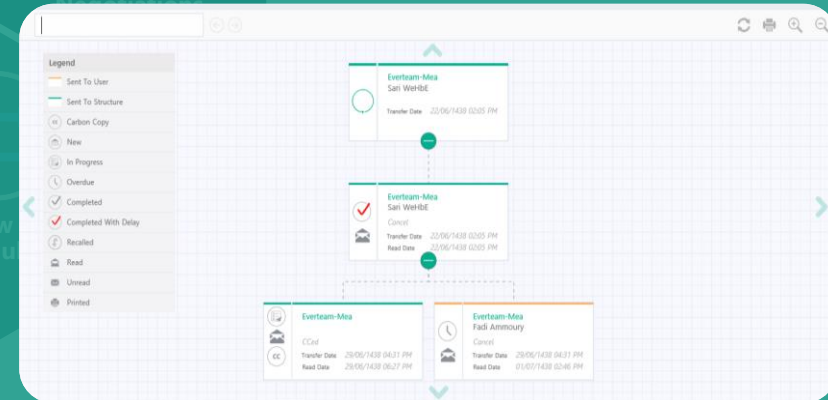 Legend
Sent To User
Sent To Structure
cc Carbon Copy
New
In Progress
Overdue
Completed
Completed With Delay
Recalled
Read
Unread
Printed
Everteam-Mea
Sari WeHbE
Transfer Date 22/06/1438 02:05 PM
Everteam-Mea
Sari WeHbE
Cancel
Transfer Date 22/06/1438 02:05 PM
Read Date 22/06/1438 02:05 PM
Everteam-Mea
CCed
CC
Transfer Date 29/06/1438 04:31 PM
Read Date 29/06/1438 06:27 PM
Everteam-Mea
Fadi Ammoury
Cancel
Transfer Date 29/06/1438 04:31 PM
Read Date 01/07/1438 02:46 PM